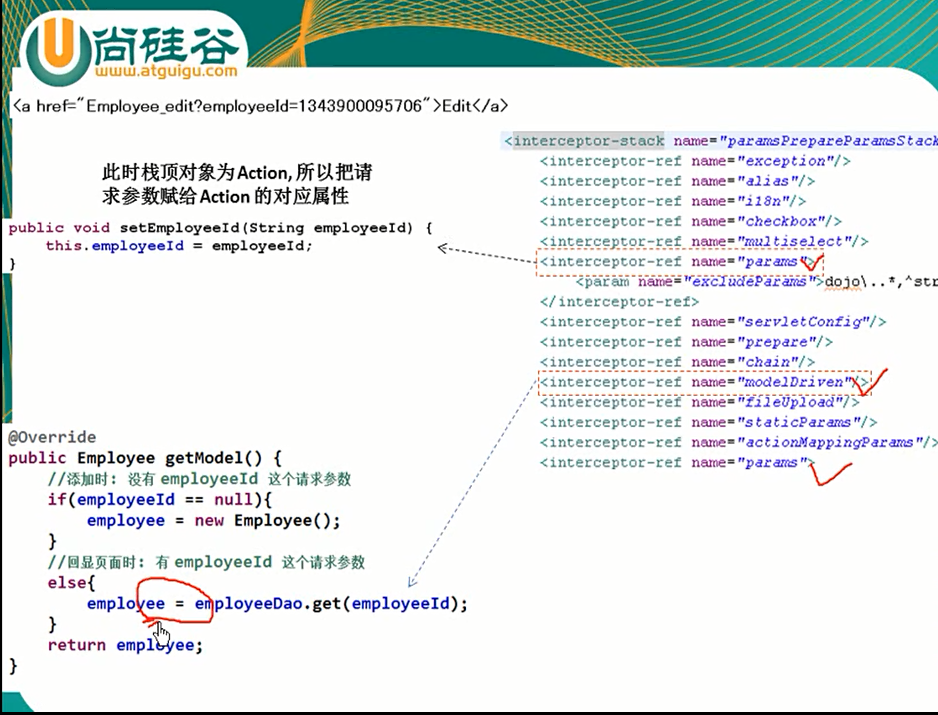 尚硅谷
www.atguigu.com
<a href="Employee_edit?employeeId=1343900095706">Edit</a>
此时栈顶对象为Action, 所以把请
求参数赋给Action 的对应属性
public void setEmployeeId(String employeeId) {
this.employeeId = employeeId;
}
<interceptor-stack name="paramsPrepareParamsStack
<interceptor-ref name="exception"/>
<interceptor-ref name="alias"/>
<interceptor-ref name="i18n"/>
<interceptor-ref name="checkbox"/>
<interceptor-ref name="multiselect"/>
<interceptor-ref name="params">
<param name="excludeParams">dojo\..*,^str
</interceptor-ref>
<interceptor-ref name="servletConfig"/>
<interceptor-ref name="prepare"/>
<interceptor-ref name="chain"/>
<interceptor-ref name="modelDriven"/>
<interceptor-ref name="fileUpload"/>
<interceptor-ref name="staticParams"/>
<interceptor-ref name="actionMappingParams"/>
<interceptor-ref name="params">
@Override
public Employee getModel() {
//添加时: 没有 employeeId 这个请求参数
if(employeeId == null){
employee = new Employee();
}
//回显页面时: 有 employeeId 这个请求参数
else{
employee = employeeDao.get(employeeId);
}
return employee;
}